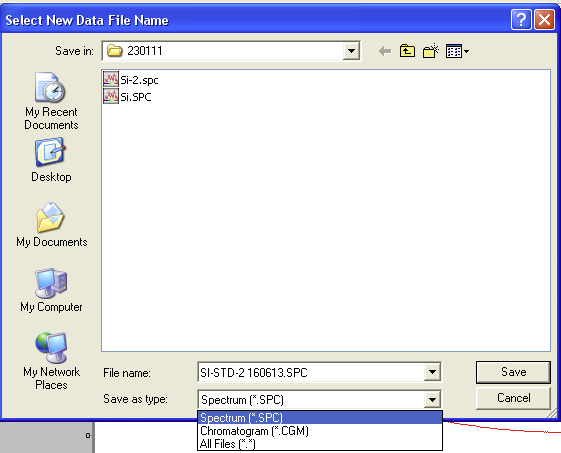 Select New Data File Name
Save in: 230111
Si-2.spc
Si.SPC
My Recent
Documents
Desktop
My Documents
My Computer
My Network
Places
File name: SI-STD-2 160613.SPC Save
Save as type: Spectrum (*.SPC) Cancel
Spectrum (*.SPC)
Chromatogram (*.CGM)
All Files (*.*)
0